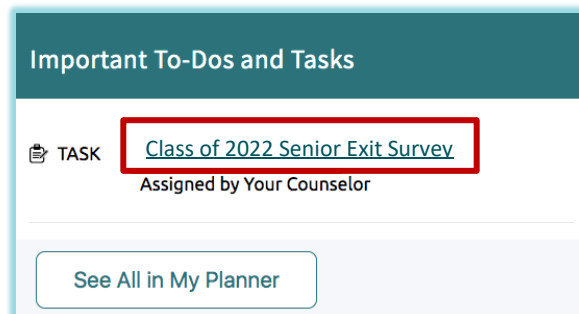 Important To-Dos and Tasks
TASK Class of 2022 Senior Exit Survey
Assigned by Your Counselor
See All in My Planner